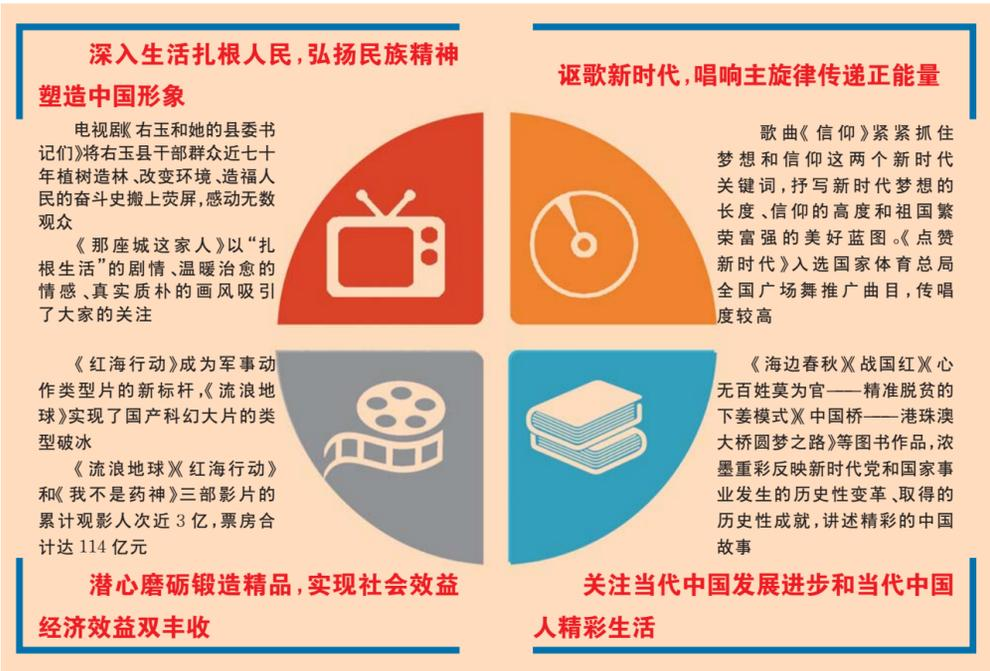 深入生活扎根人民,弘扬民族精神
塑造中国形象
电视剧《右玉和她的县委书
记们》将右玉县干部群众近七十
年植树造林、改变环境、造福人
民的奋斗史搬上荧屏,感动无数
观众
《那座城这家人》以“扎
根生活”的剧情、温暖治愈的
情感、真实质朴的画风吸引
了大家的关注
讴歌新时代,唱响主旋律传递正能量
歌曲《信仰》紧紧抓住
梦想和信仰这两个新时代
关键词,抒写新时代梦想的
长度、信仰的高度和祖国繁
荣富强的美好蓝图。《点赞
新时代》入选国家体育总局
全国广场舞推广曲目,传唱
度较高
《红海行动》成为军事动
作类型片的新标杆,《流浪地
球》实现了国产科幻大片的类
型破冰
《流浪地球》《红海行动》
和《我不是药神》三部影片的
累计观影人次近 3 亿,票房合
计达 114 亿元
潜心磨砺锻造精品,实现社会效益
经济效益双丰收
《海边春秋》《战国红》《心
无百姓莫为官——精准脱贫的
下姜模式》《中国桥——港珠澳
大桥圆梦之路》等图书作品,浓
墨重彩反映新时代党和国家事
业发生的历史性变革、取得的
历史性成就,讲述精彩的中国
故事
关注当代中国发展进步和当代中国
人精彩生活